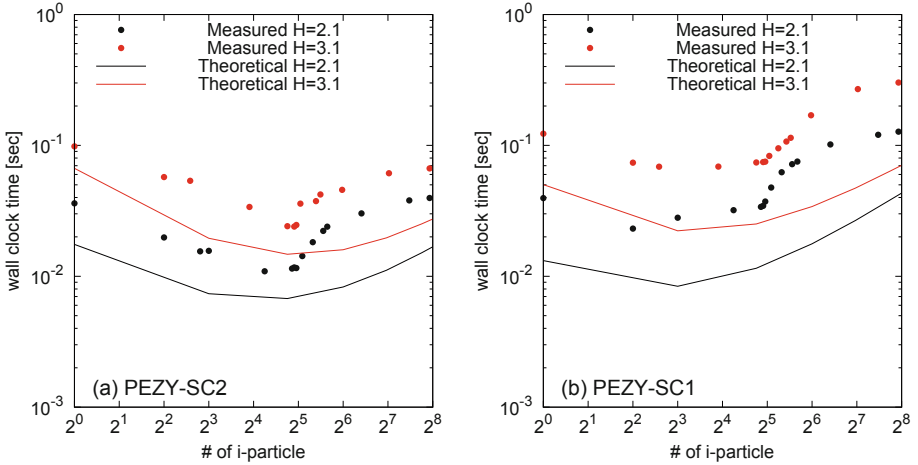 10^0
10^-1
10^-2
10^-3
wall clock time [sec]
Measured H=2.1
Measured H=3.1
Theoretical H=2.1
Theoretical H=3.1
(a) PEZY-SC2
2^0 2^1 2^2 2^3 2^4 2^5 2^6 2^7 2^8
# of i-particle
10^0
10^-1
10^-2
10^-3
wall clock time [sec]
Measured H=2.1
Measured H=3.1
Theoretical H=2.1
Theoretical H=3.1
(b) PEZY-SC1
2^0 2^1 2^2 2^3 2^4 2^5 2^6 2^7 2^8
# of i-particle